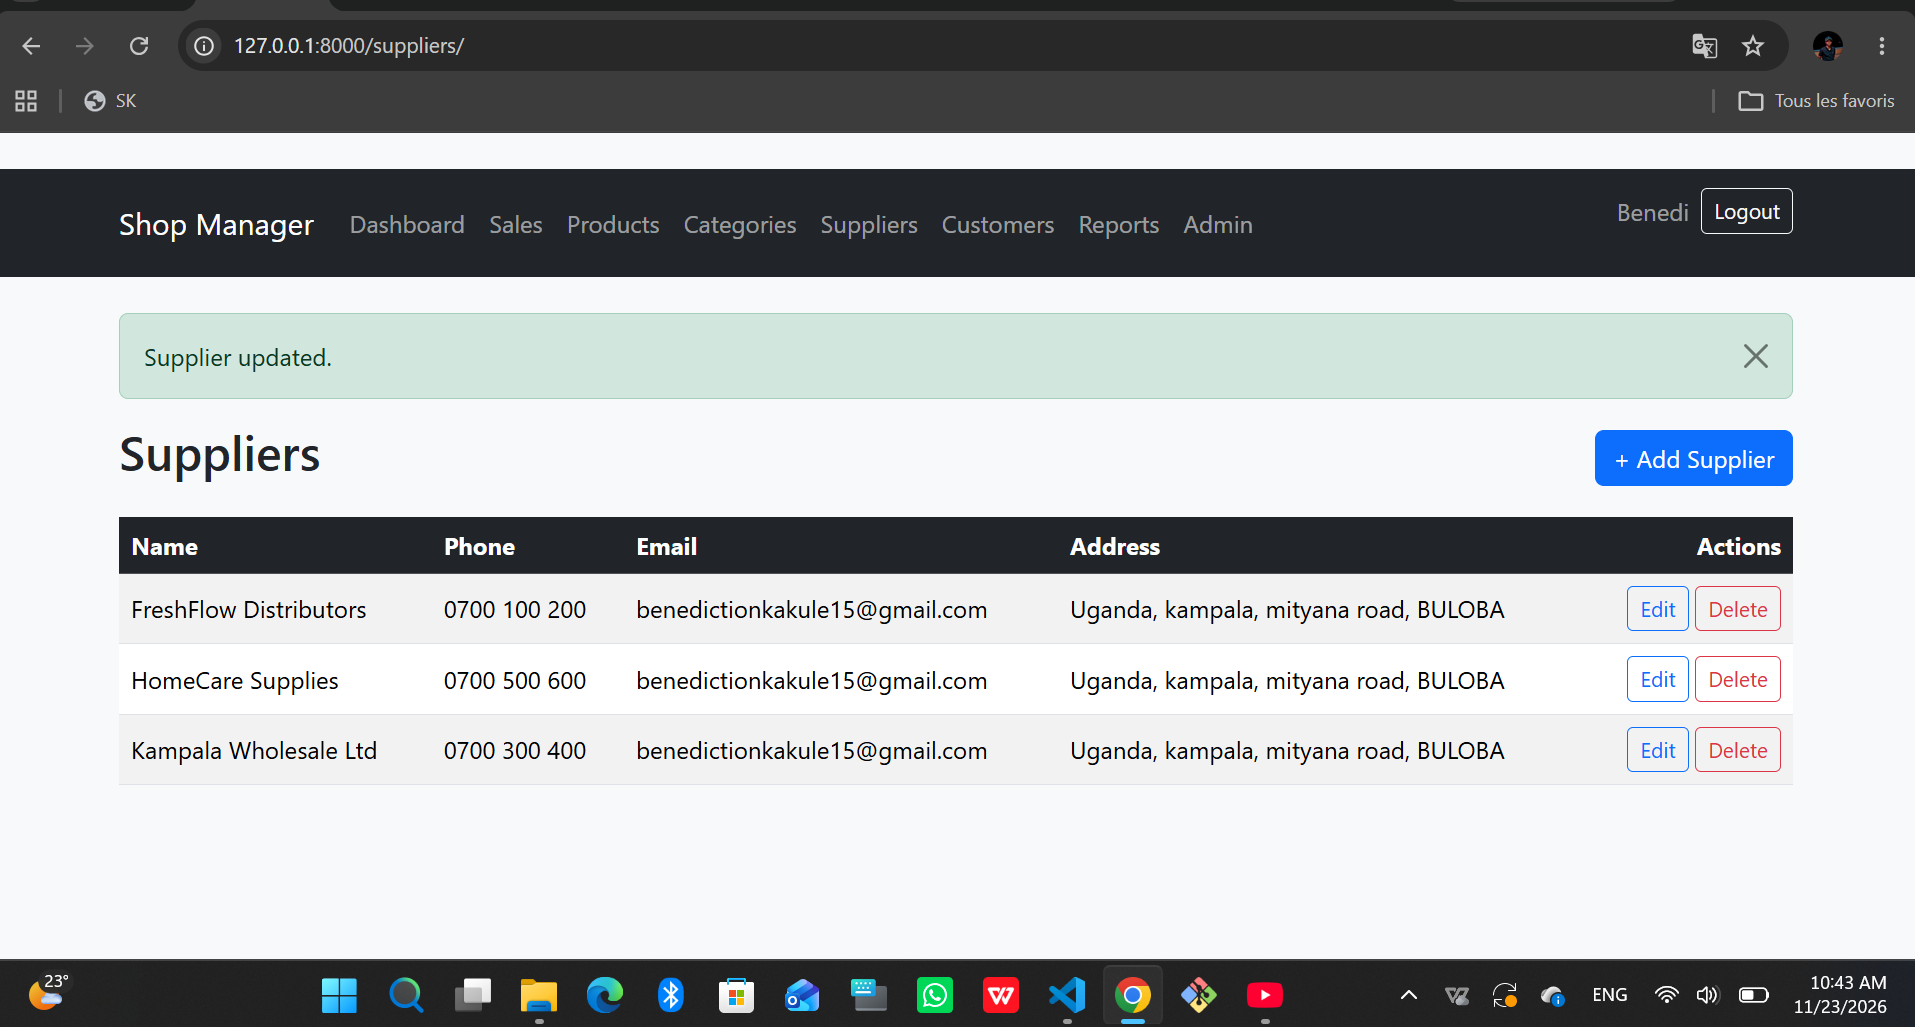 127.0.0.1:8000/suppliers/
SK
Tous les favoris
Shop Manager Dashboard Sales Products Categories Suppliers Customers Reports Admin Benedi Logout
Supplier updated.
Suppliers
+ Add Supplier
Name Phone Email Address Actions
FreshFlow Distributors 0700 100 200 benedictionkakule15@gmail.com Uganda, kampala, mityana road, BULOBA Edit Delete
HomeCare Supplies 0700 500 600 benedictionkakule15@gmail.com Uganda, kampala, mityana road, BULOBA Edit Delete
Kampala Wholesale Ltd 0700 300 400 benedictionkakule15@gmail.com Uganda, kampala, mityana road, BULOBA Edit Delete
23°
ENG
10:43 AM
11/23/2026